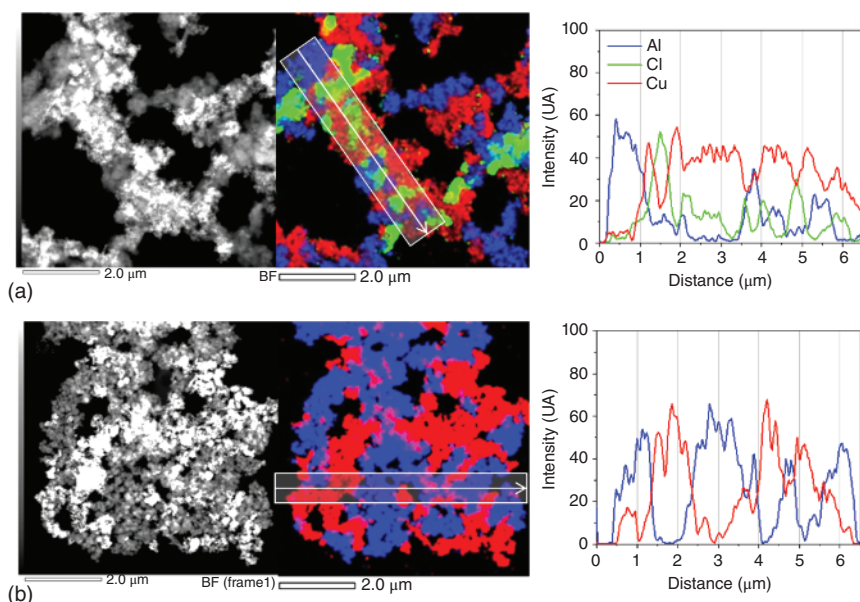 Al
Cl
Cu
100
80
60
40
20
0
Intensity (UA)
0 1 2 3 4 5 6
Distance (μm)
2.0 μm
BF 2.0 μm
(a)
100
80
60
40
20
0
Intensity (UA)
0 1 2 3 4 5 6
Distance (μm)
2.0 μm
BF (frame1) 2.0 μm
(b)